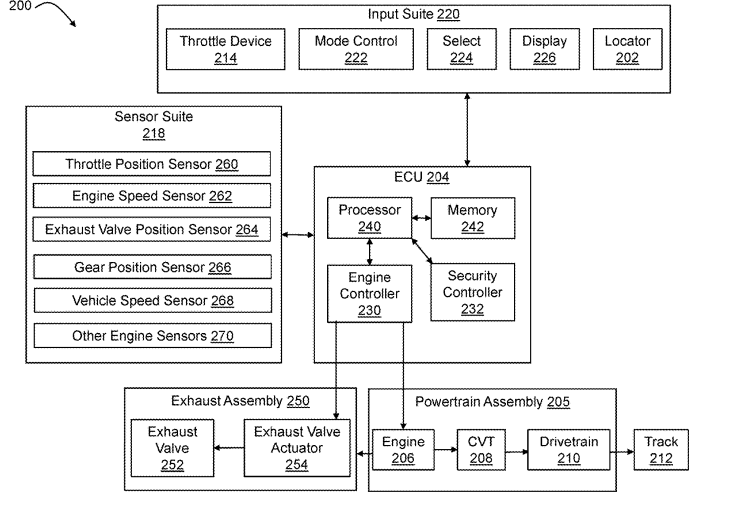 200
Input Suite 220
Throttle Device
214
Mode Control
222
Select
224
Display
226
Locator
202
Sensor Suite
218
Throttle Position Sensor 260
Engine Speed Sensor 262
Exhaust Valve Position Sensor 264
Gear Position Sensor 266
Vehicle Speed Sensor 268
Other Engine Sensors 270
ECU 204
Processor
240
Memory
242
Engine
Controller
230
Security
Controller
232
Exhaust Assembly 250
Exhaust
Valve
252
Exhaust Valve
Actuator
254
Powertrain Assembly 205
Engine
206
CVT
208
Drivetrain
210
Track
212